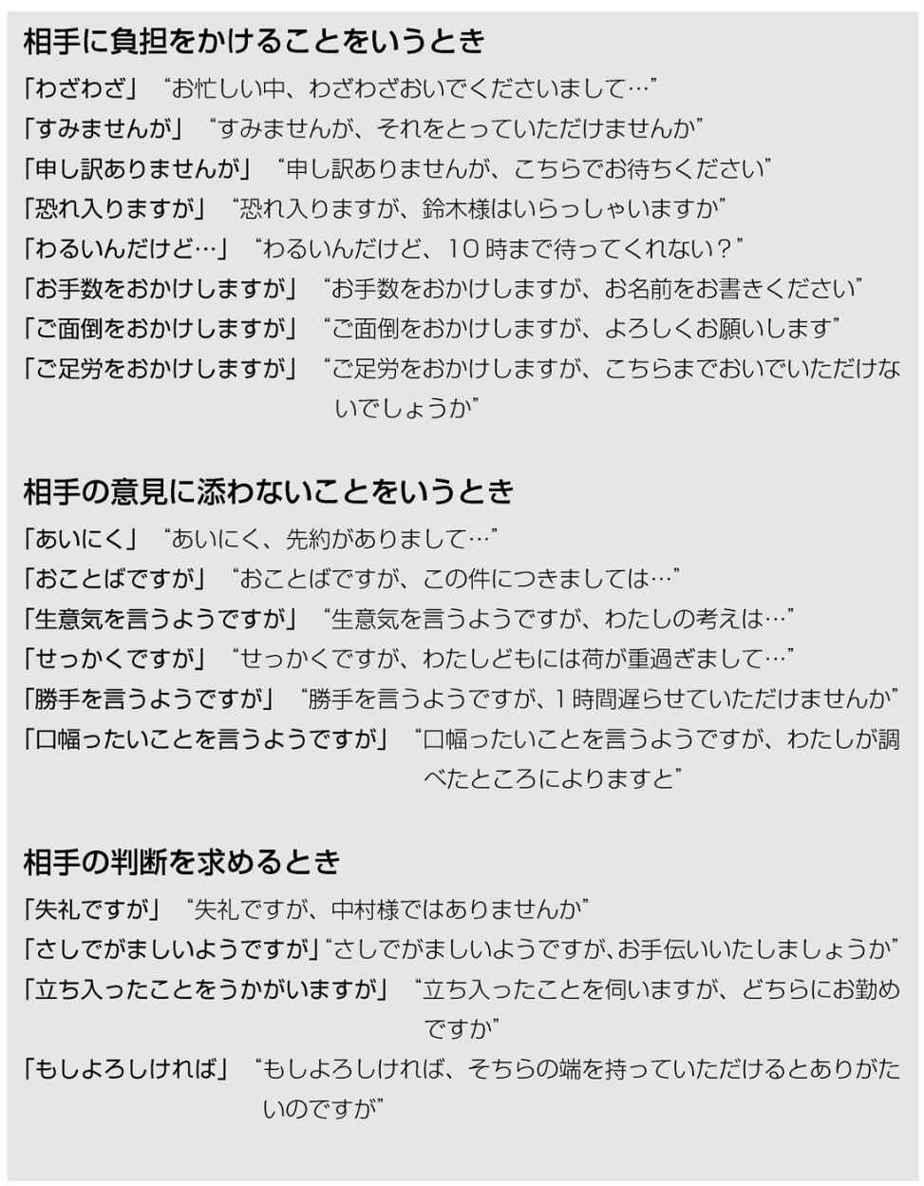 相手に負担をかけることをいうとき
「わざわざ」 “お忙しい中、わざわざおいでくださいまして…”
「すみませんが」 “すみませんが、それをとっていただけませんか”
「申し訳ありませんが」 “申し訳ありませんが、こちらでお待ちください”
「恐れ入りますが」 “恐れ入りますが、鈴木様はいらっしゃいますか”
「わるいんだけど…」 “わるいんだけど、10時まで待ってくれない？”
「お手数をおかけしますが」 “お手数をおかけしますが、お名前をお書きください”
「ご面倒をおかけしますが」 “ご面倒をおかけしますが、よろしくお願いします”
「ご足労をおかけしますが」 “ご足労をおかけしますが、こちらまでおいでいただけな
いでしょうか”
相手の意見に添わないことをいうとき
「あいにく」 “あいにく、先約がありまして…”
「おことばですが」 “おことばですが、この件につきましては…”
「生意気を言うようですが」 “生意気を言うようですが、わたしの考えは…”
「せっかくですが」 “せっかくですが、わたしどもには荷が重過ぎまして…”
「勝手を言うようですが」 “勝手を言うようですが、1時間遅らせていただけませんか”
「口幅ったいことを言うようですが」 “口幅ったいことを言うようですが、わたしが調
べたところによりますと”
相手の判断を求めるとき
「失礼ですが」 “失礼ですが、中村様ではありませんか”
「さしでがましいようですが」“さしでがましいようですが、お手伝いいたしましょうか”
「立ち入ったことをうかがいますが」 “立ち入ったことを伺いますが、どちらにお勤め
ですか”
「もしよろしければ」 “もしよろしければ、そちらの端を持っていただけるとありがた
いのですが”